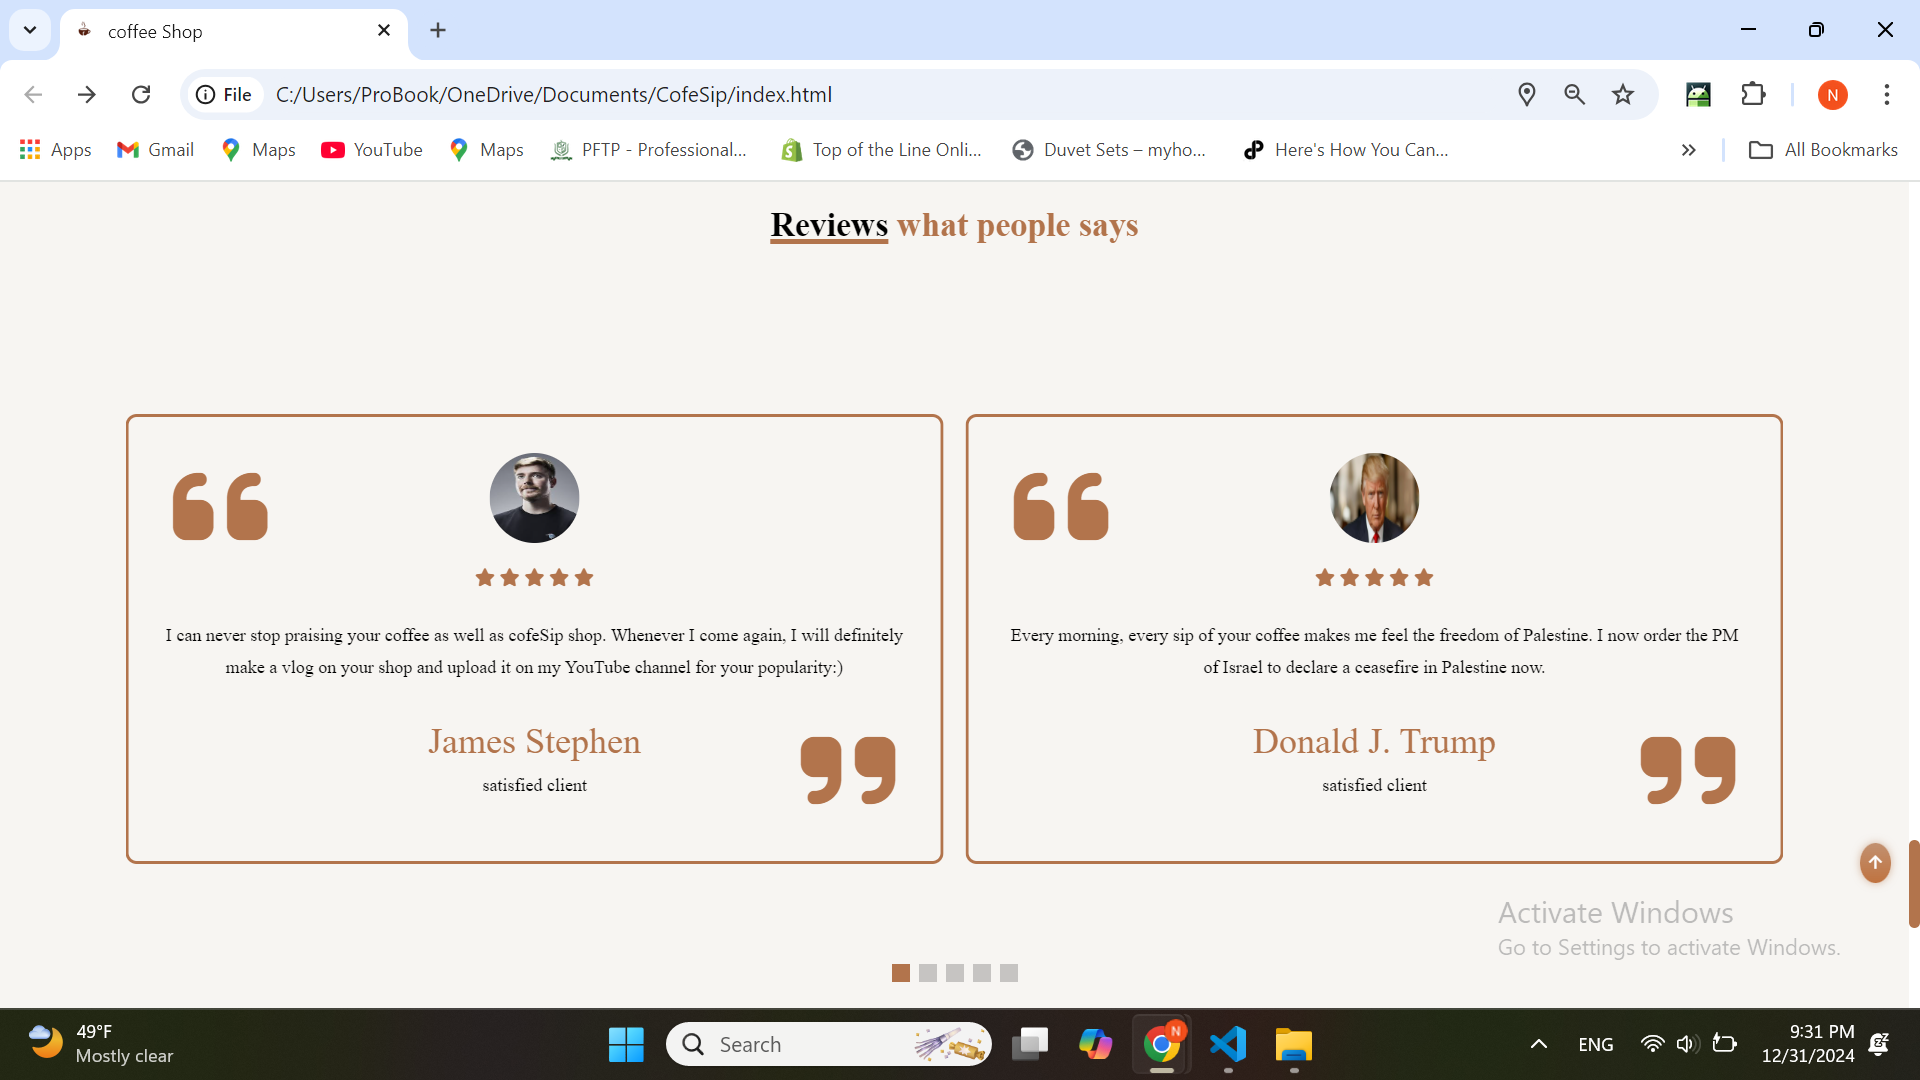 coffee Shop
File
C:/Users/ProBook/OneDrive/Documents/CofeSip/index.html
N
Apps
Gmail
Maps
YouTube
Maps
PFTP - Professional...
Top of the Line Onli...
Duvet Sets – myho...
Here's How You Can...
All Bookmarks
Reviews what people says
I can never stop praising your coffee as well as cofeSip shop. Whenever I come again, I will definitely
make a vlog on your shop and upload it on my YouTube channel for your popularity:)
James Stephen
satisfied client
Every morning, every sip of your coffee makes me feel the freedom of Palestine. I now order the PM
of Israel to declare a ceasefire in Palestine now.
Donald J. Trump
satisfied client
Activate Windows
Go to Settings to activate Windows.
49°F
Mostly clear
Search
N
ENG
9:31 PM
12/31/2024